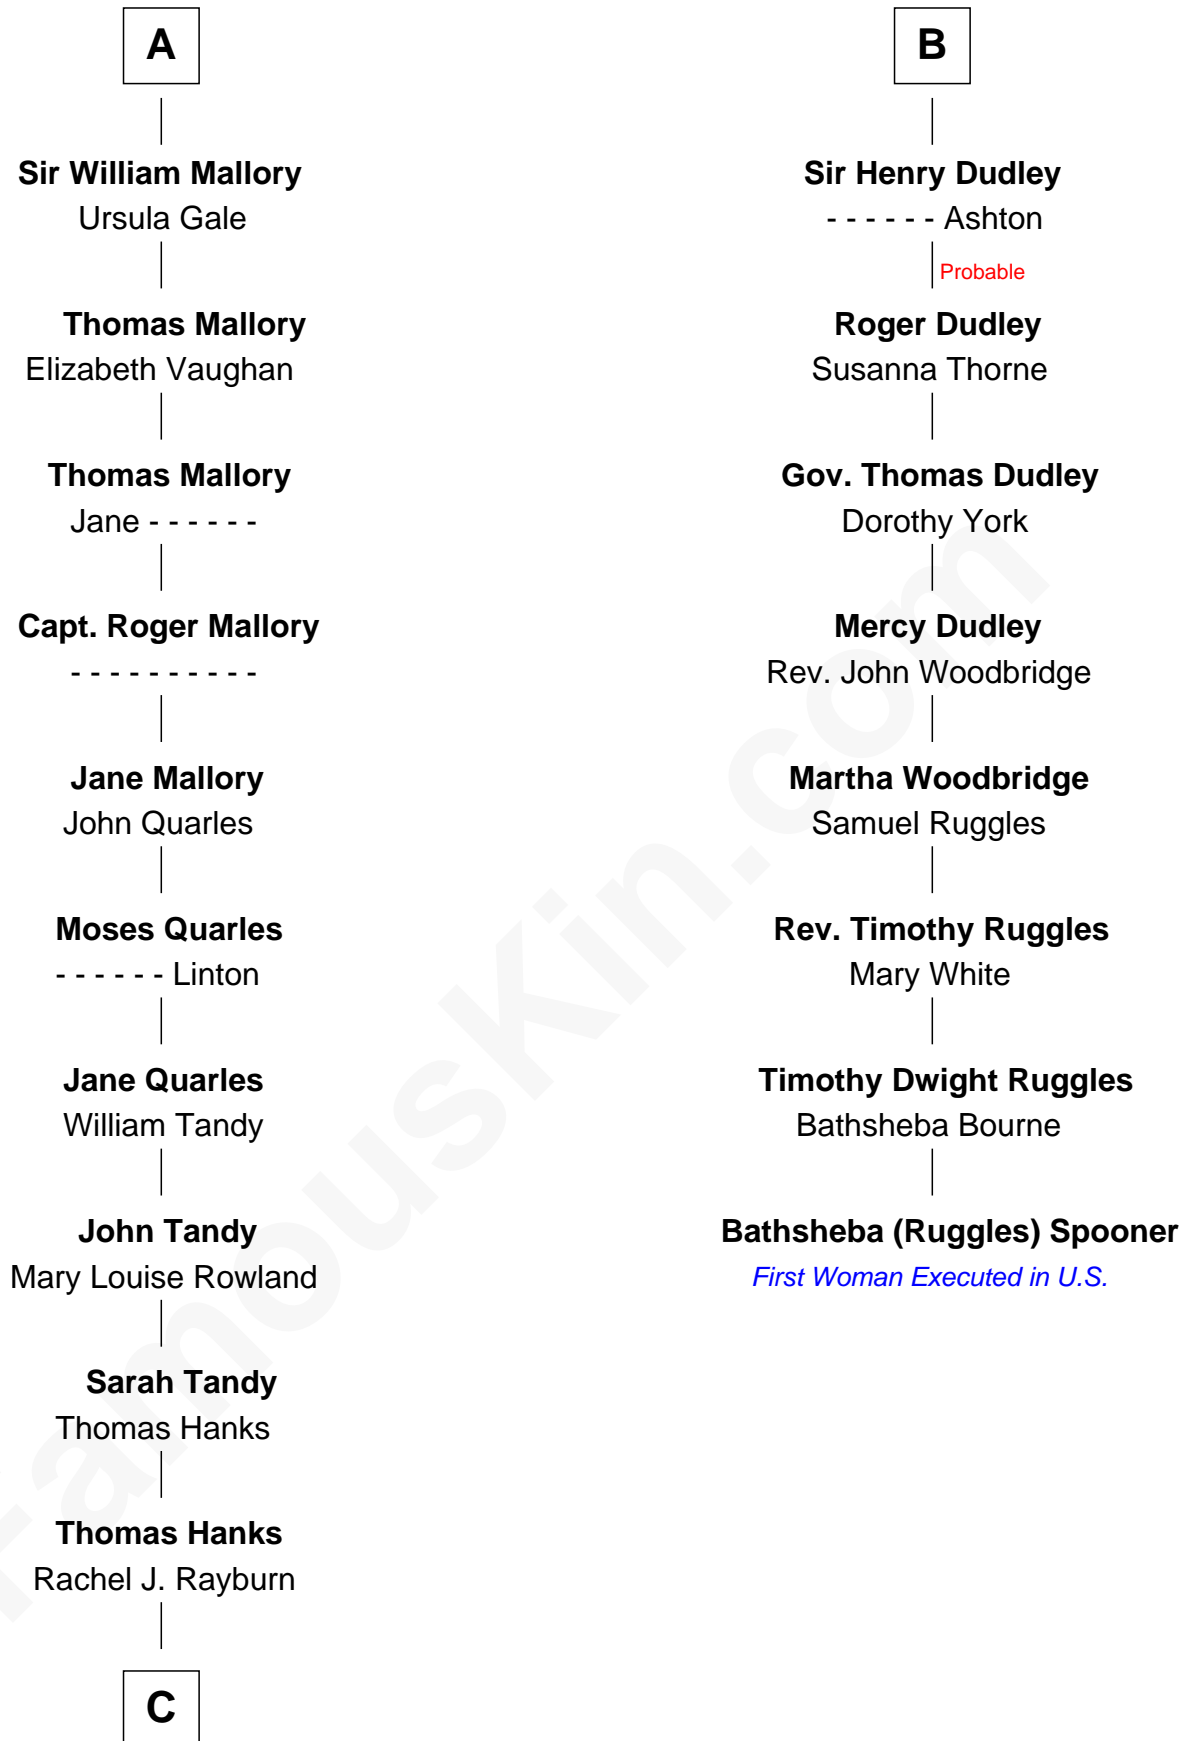 A
Sir William Mallory
Ursula Gale
Thomas Mallory
Elizabeth Vaughan
Thomas Mallory
Jane - - - - - -
Capt. Roger Mallory
- - - - - - - - - -
Jane Mallory
John Quarles
Moses Quarles
- - - - - - Linton
Jane Quarles
William Tandy
John Tandy
Mary Louise Rowland
Sarah Tandy
Thomas Hanks
Thomas Hanks
Rachel J. Rayburn
C
B
Sir Henry Dudley
- - - - - - Ashton
Probable
Roger Dudley
Susanna Thorne
Gov. Thomas Dudley
Dorothy York
Mercy Dudley
Rev. John Woodbridge
Martha Woodbridge
Samuel Ruggles
Rev. Timothy Ruggles
Mary White
Timothy Dwight Ruggles
Bathsheba Bourne
Bathsheba (Ruggles) Spooner
First Woman Executed in U.S.
FamousKin.com